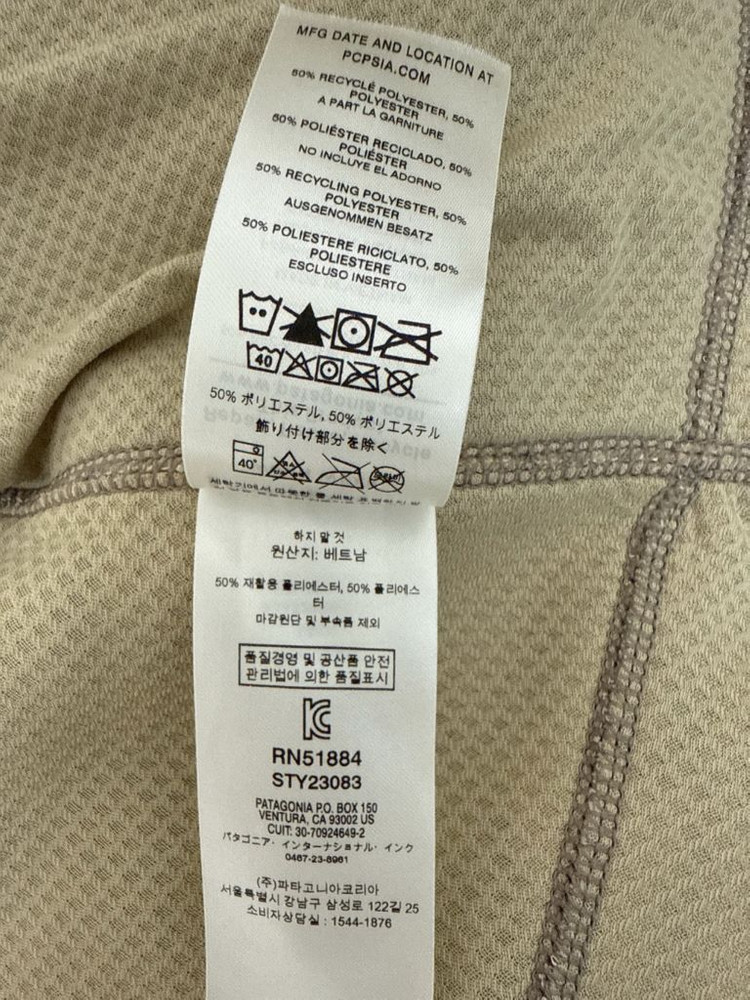 MFG DATE AND LOCATION AT
PCPSIA.COM
50% RECYCLÉ POLYESTER, 50%
POLYESTER
A PART LA GARNITURE
50% POLIÉSTER RECICLADO, 50%
POLIÉSTER
NO INCLUYE EL ADORNO
50% RECYCLING POLYESTER, 50%
POLYESTER
AUSGENOMMEN BESATZ
50% POLIESTERE RICICLATO, 50%
POLIESTERE
ESCLUSO INSERTO
40
50% ポリエステル, 50% ポリエステル
飾り付け部分を除く
40°
하지 말 것
원산지: 베트남
50% 재활용 폴리에스터, 50% 폴리에스
터
마감원단 및 부속품 제외
품질경영 및 공산품 안전
관리법에 의한 품질표시
RN51884
STY23083
PATAGONIA P.O. BOX 150
VENTURA, CA 93002 US
CUIT: 30-70924649-2
パタゴニア・インターナショナル・インク
0467-23-8961
(주)파타고니아코리아
서울특별시 강남구 삼성로 122길 25
소비자상담실 : 1544-1876